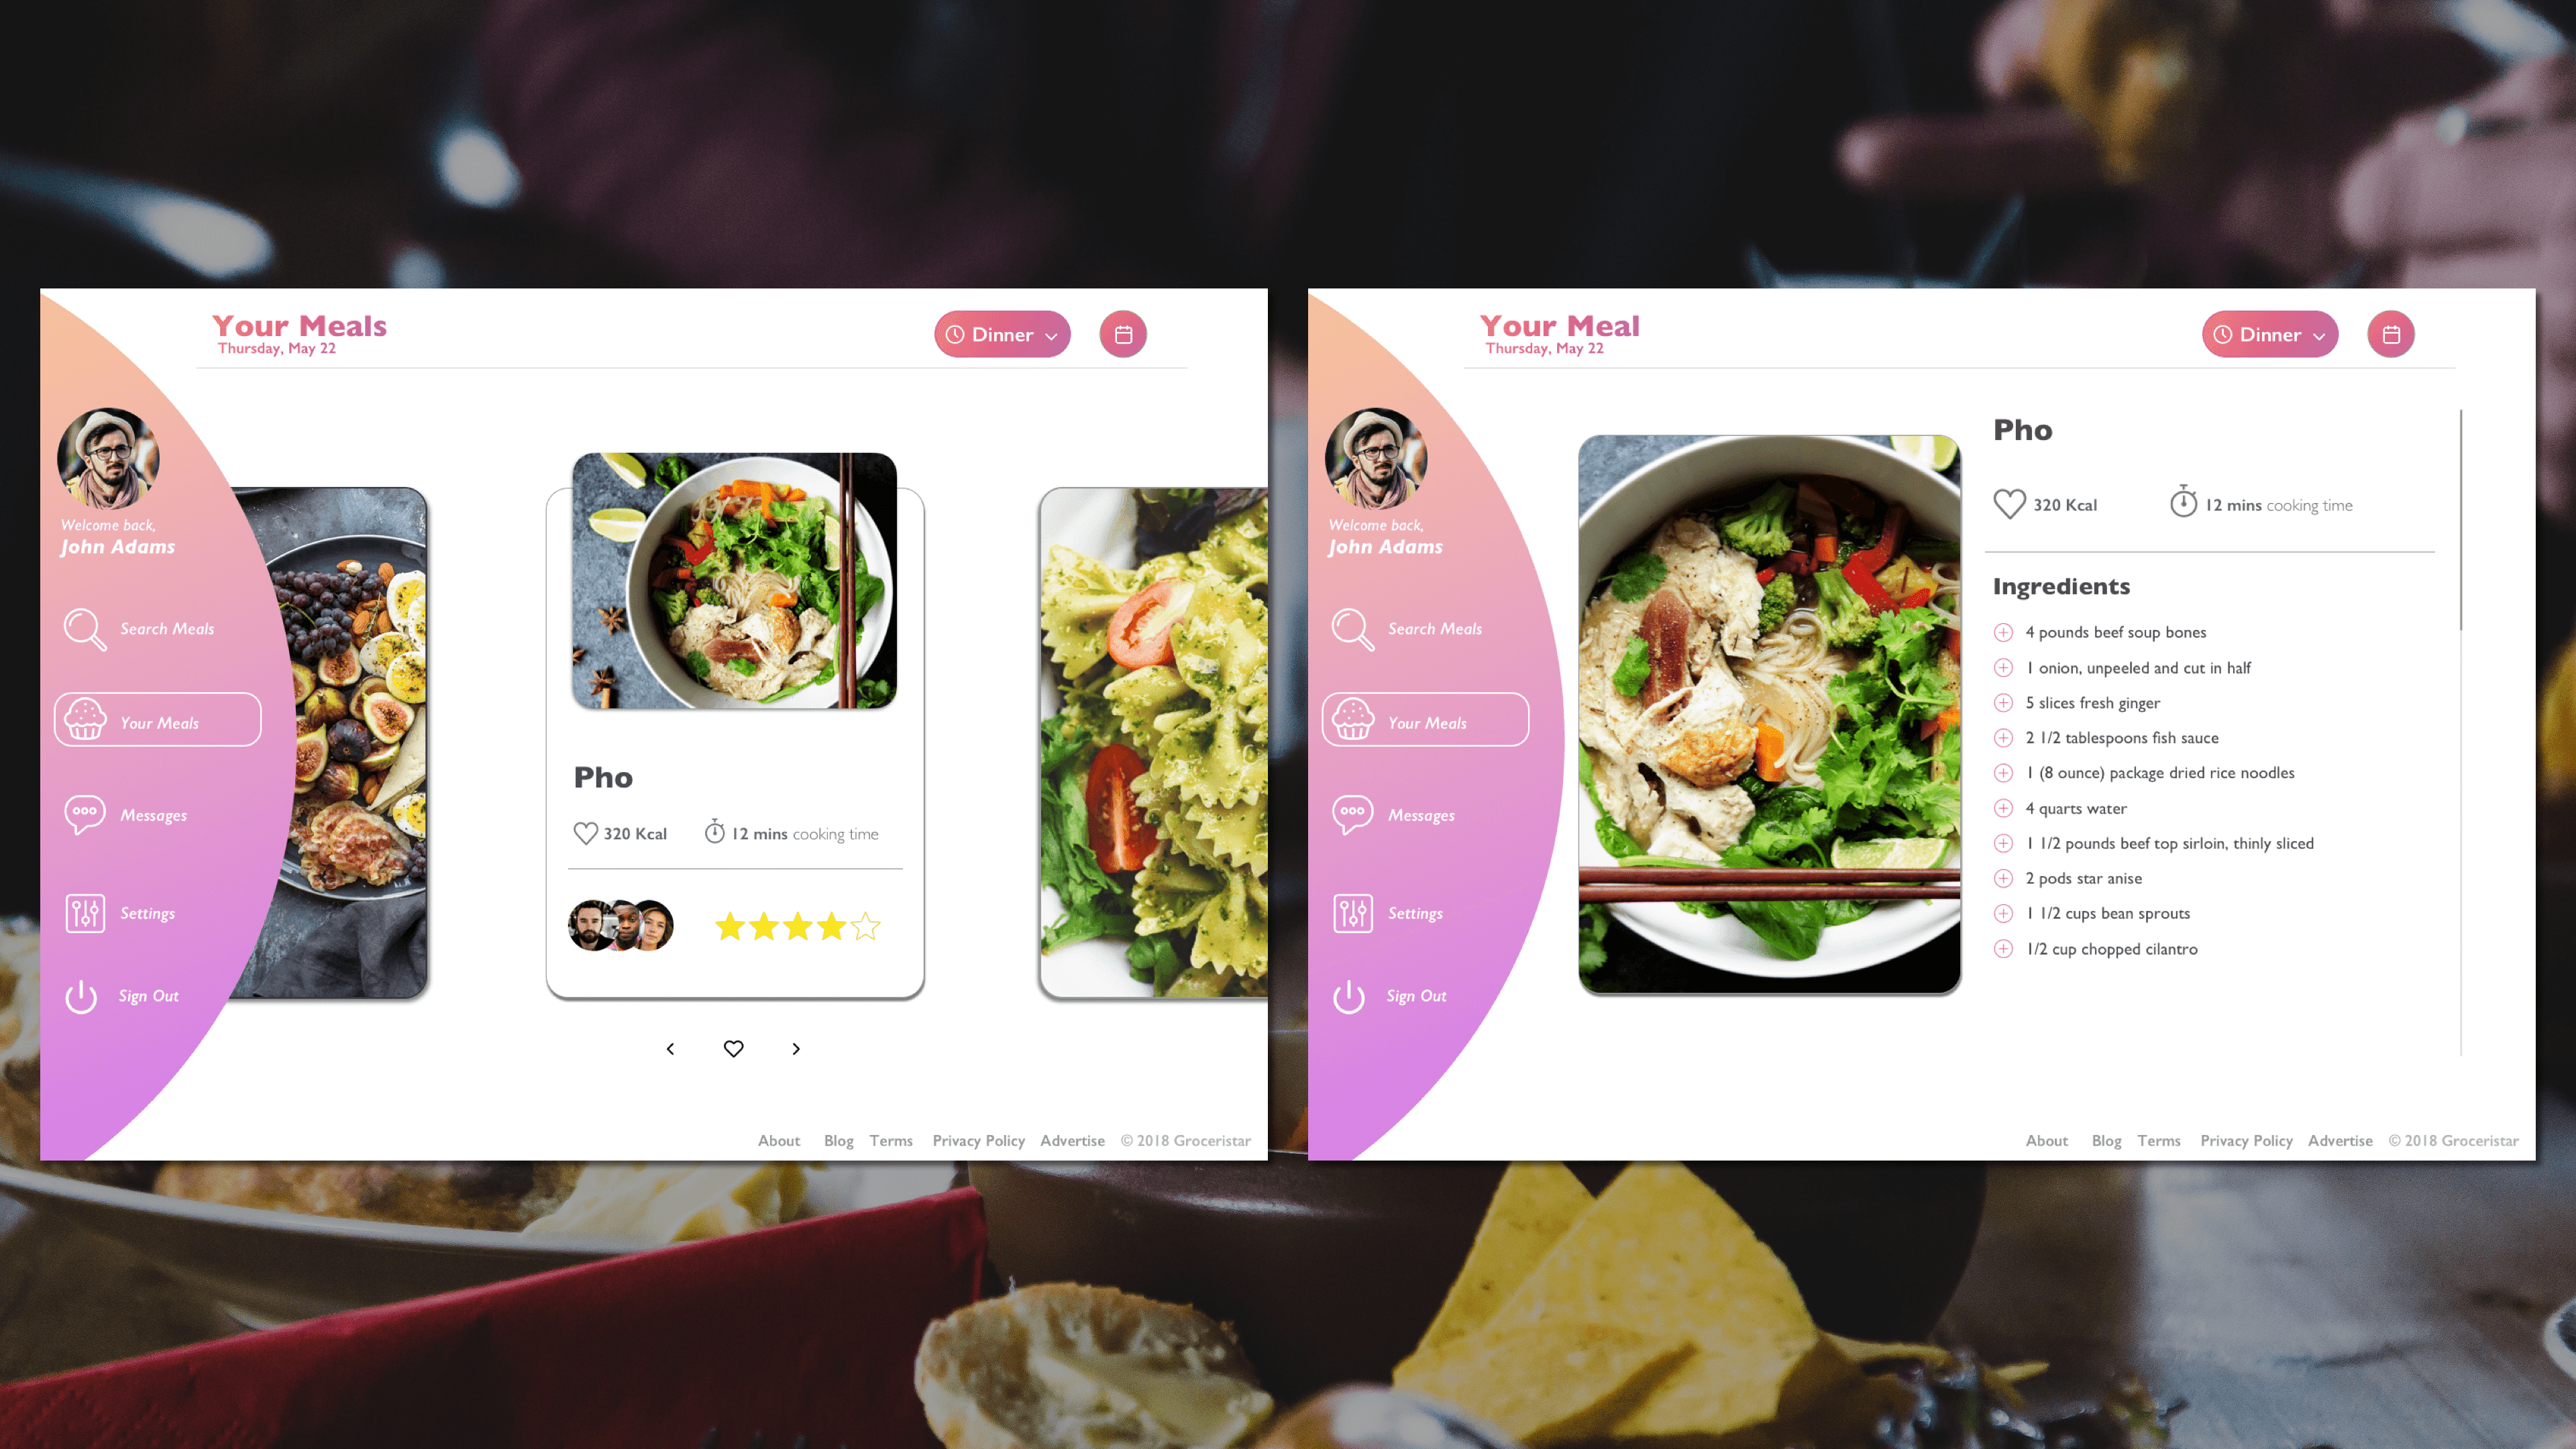 Your Meals
Thursday, May 22
Dinner
Welcome back,
John Adams
Search Meals
Your Meals
Messages
Settings
Sign Out
Pho
320 Kcal
12 mins cooking time
About Blog Terms Privacy Policy Advertise © 2018 Groceristar
Your Meal
Thursday, May 22
Dinner
Welcome back,
John Adams
Search Meals
Your Meals
Messages
Settings
Sign Out
Pho
320 Kcal
12 mins cooking time
Ingredients
4 pounds beef soup bones
1 onion, unpeeled and cut in half
5 slices fresh ginger
2 1/2 tablespoons fish sauce
1 (8 ounce) package dried rice noodles
4 quarts water
1 1/2 pounds beef top sirloin, thinly sliced
2 pods star anise
1 1/2 cups bean sprouts
1/2 cup chopped cilantro
About Blog Terms Privacy Policy Advertise © 2018 Groceristar